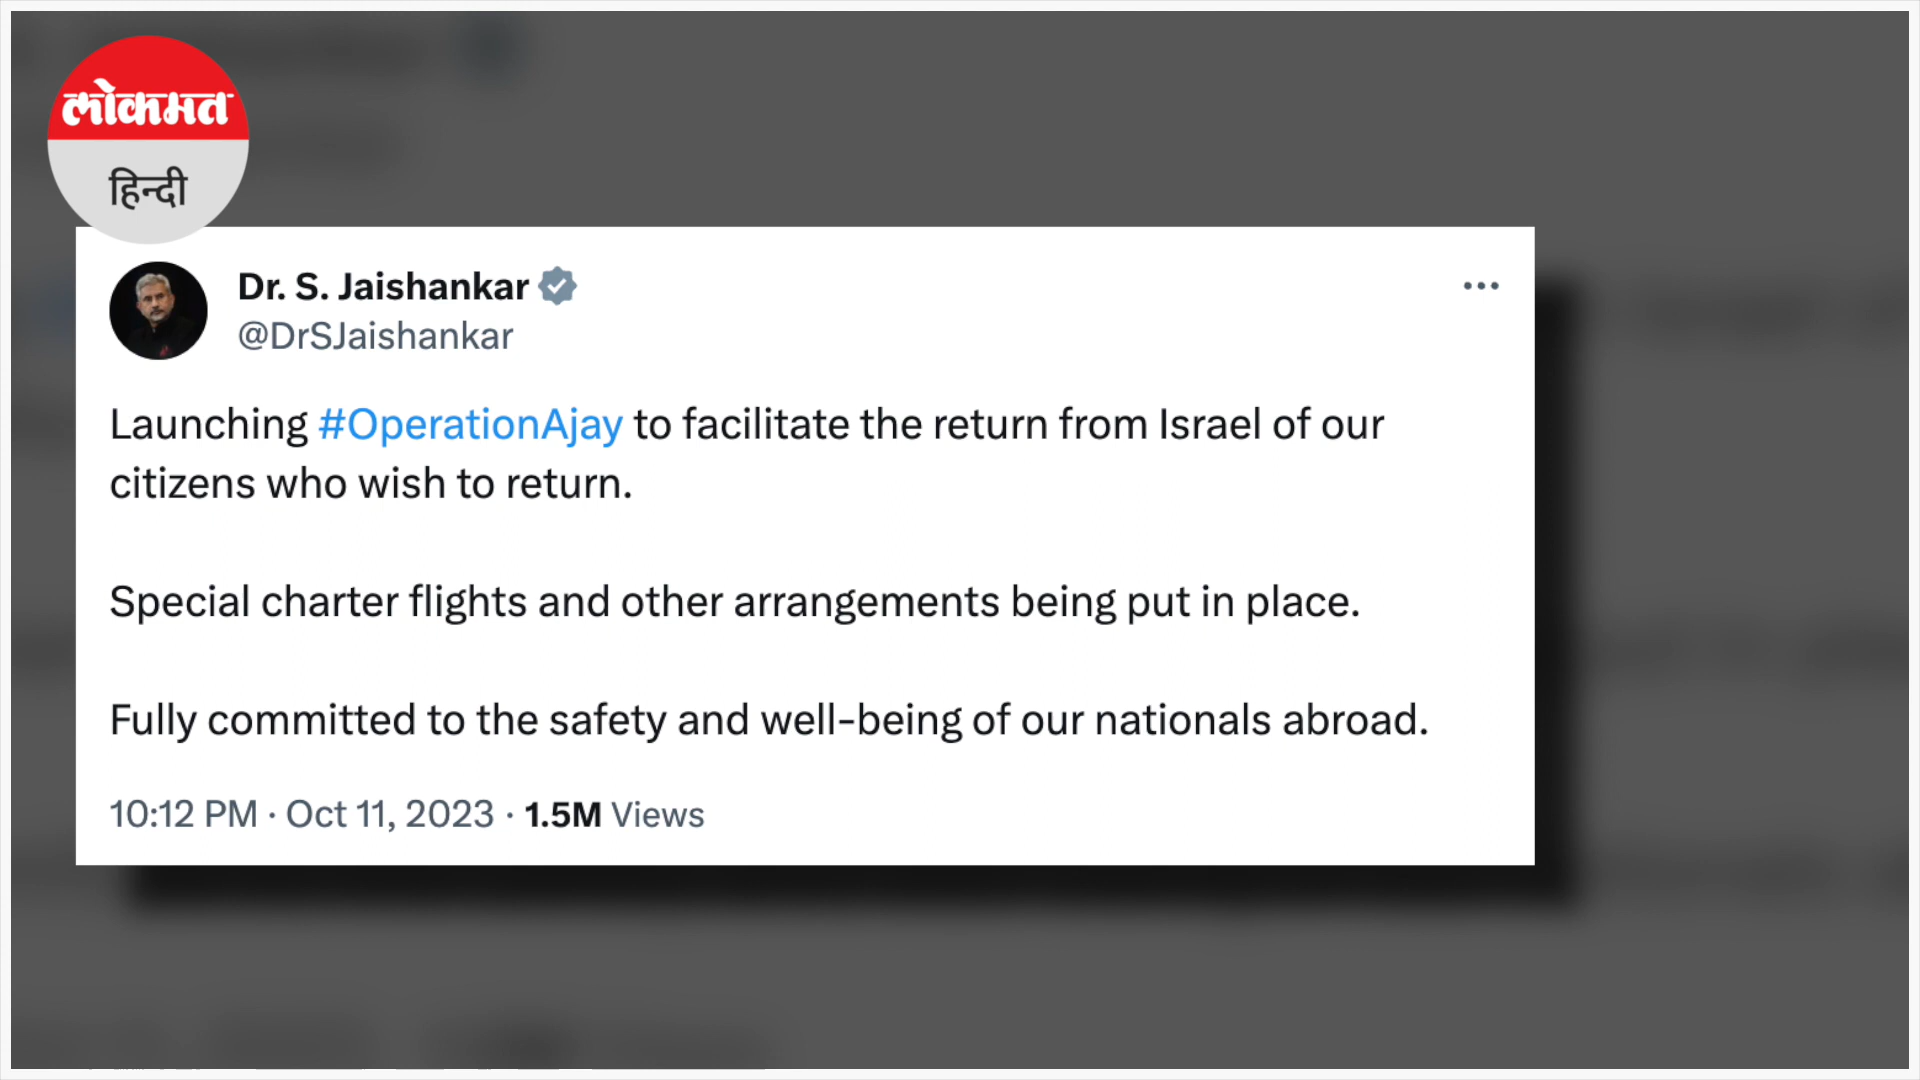 लोकमत
हिन्दी
Dr. S. Jaishankar
@DrSJaishankar
Launching #OperationAjay to facilitate the return from Israel of our
citizens who wish to return.
Special charter flights and other arrangements being put in place.
Fully committed to the safety and well-being of our nationals abroad.
10:12 PM · Oct 11, 2023 · 1.5M Views